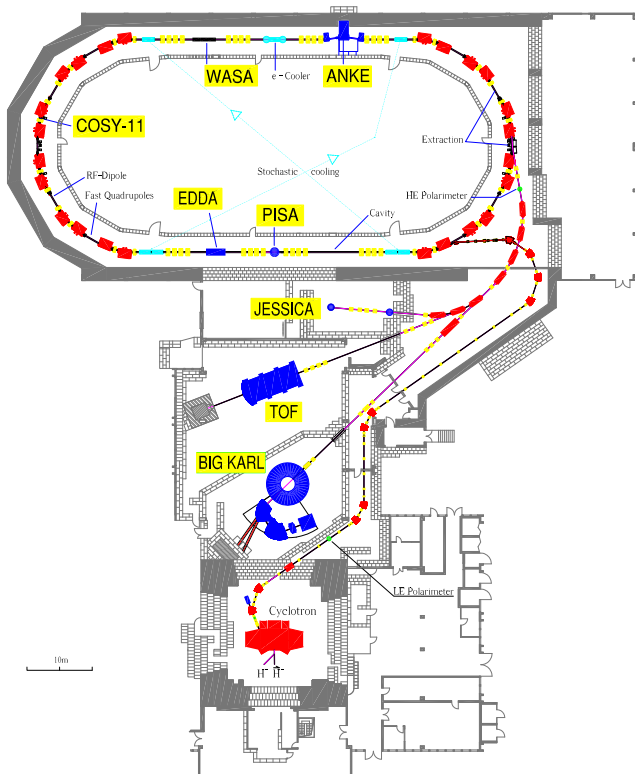 WASA
e-Cooler
ANKE
COSY-11
Extraction
RF-Dipole
Stochastic cooling
Fast Quadrupoles
EDDA
HE Polarimeter
PISA
Cavity
JESSICA
TOF
BIG KARL
LE Polarimeter
Cyclotron
10m
H⁻ H⁻